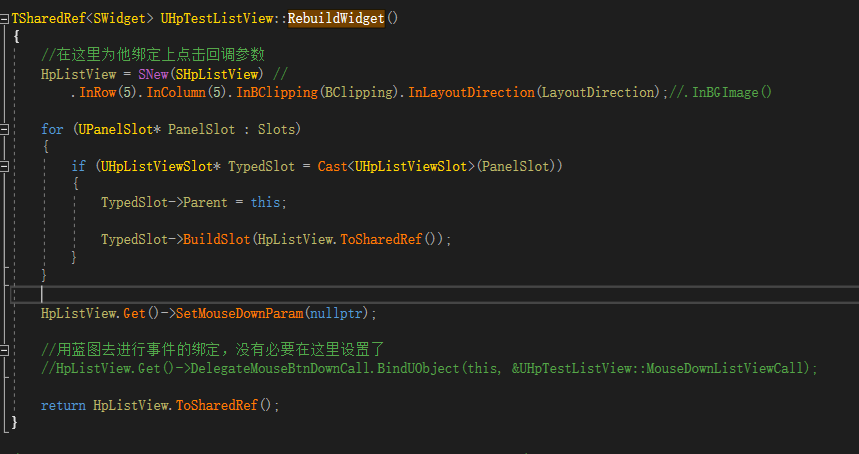 TSharedRef<SWidget> UHpTestListView::RebuildWidget()
{
//在这里为他绑定上点击回调参数
HpListView = SNew(SHpListView) //
.InRow(5).InColumn(5).InBClipping(BClipping).InLayoutDirection(LayoutDirection);//.InBGImage()
for (UPanelSlot* PanelSlot : Slots)
{
if (UHpListViewSlot* TypedSlot = Cast<UHpListViewSlot>(PanelSlot))
{
TypedSlot->Parent = this;
TypedSlot->BuildSlot(HpListView.ToSharedRef());
}
}
HpListView.Get()->SetMouseDownParam(nullptr);
//用蓝图去进行事件的绑定，没有必要在这里设置了
//HpListView.Get()->DelegateMouseBtnDownCall.BindUObject(this, &UHpTestListView::MouseDownListViewCall);
return HpListView.ToSharedRef();
}